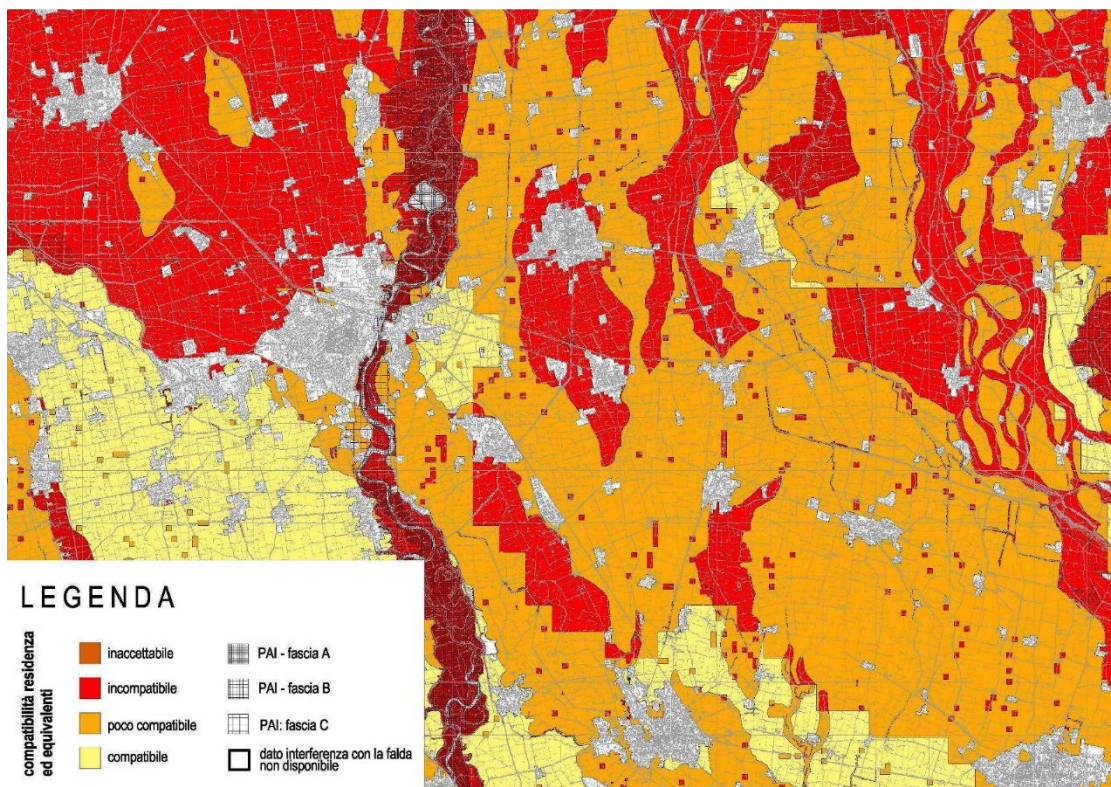 LEGENDA
compatibilità residenza
ed equivalenti
inaccettabile
incompatibile
poco compatibile
compatibile
PAI - fascia A
PAI - fascia B
PAI: fascia C
dato interferenza con la falda
non disponibile